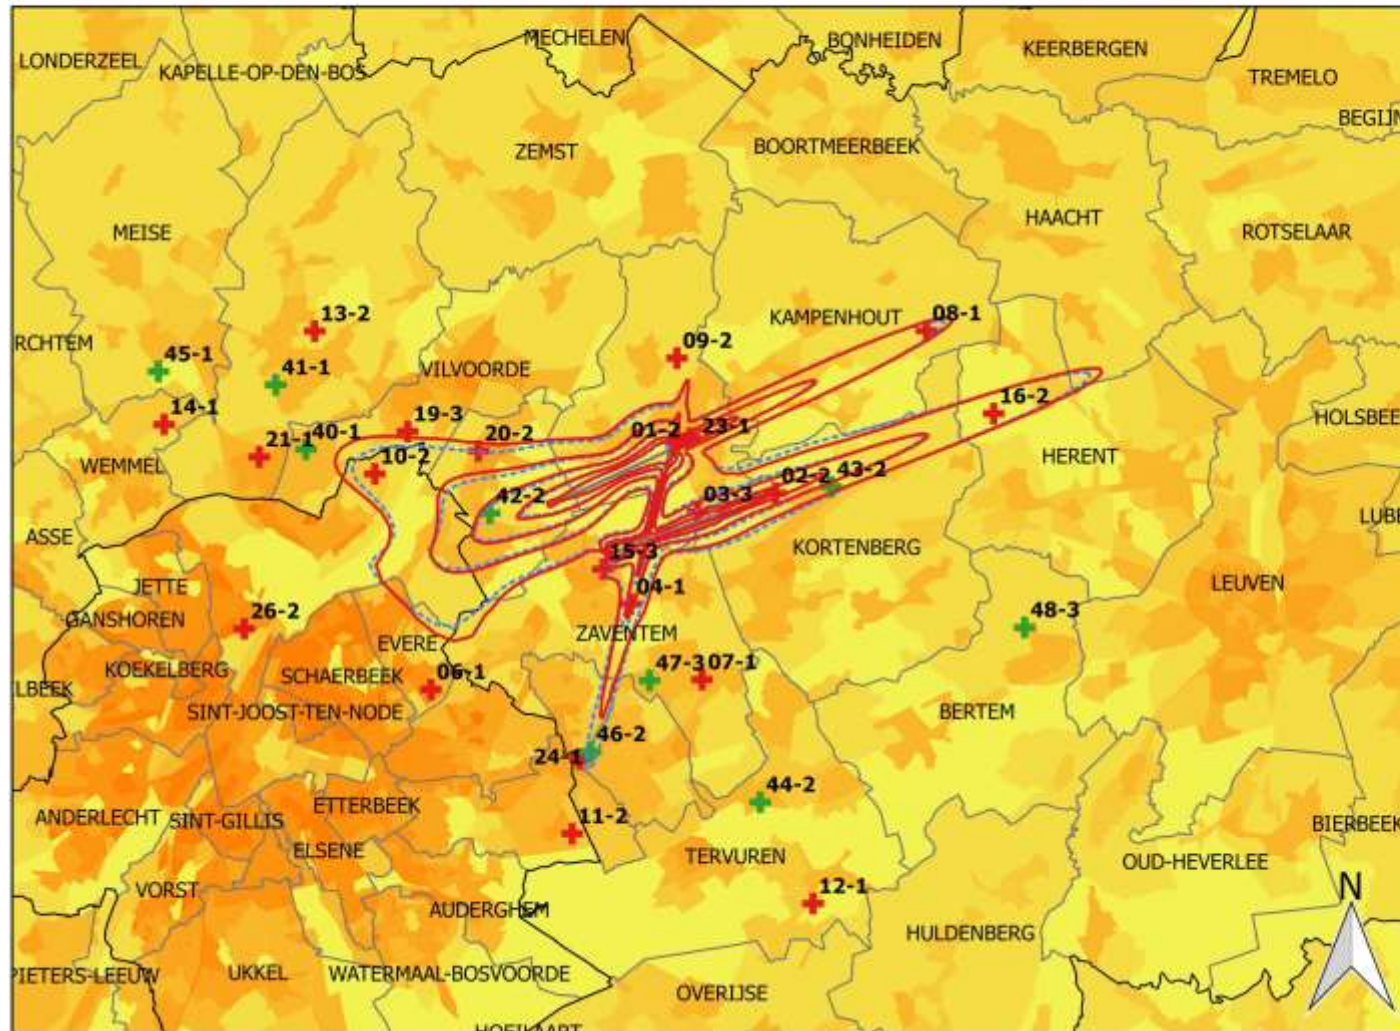 MECHELEN
BONHEIDEN
KEERBERGEN
LONDERZEEL
KAPELLE-OP-DEN-BOS
TREMELO
BEGIJN
ZEMST
BOORTMEERBEEK
HAACHT
ROTSELAAR
MEISE
13-2
KAMPENHOUT
08-1
RCHTEM
45-1
41-1
VILVOORDE
09-2
14-1
19-3
20-2
01-2
23-1
16-2
HOLSBEE
21-1
40-1
WEMMEL
10-2
HERENT
42-2
03-3
02-2
43-2
LUBB
ASSE
KORTENBERG
JETTE
15-3
LEUVEN
GANSHOREN
26-2
04-1
EVERE
ZAVENTEM
48-3
KOEKELBERG
SCHAERBEEK
06-1
47-3
07-1
ILBEEK
SINT-JOOST-TEN-NODE
BERTEM
46-2
24-1
ANDERLECHT
SINT-GILLIS
ETTERBEEK
11-2
44-2
BIERBEEK
ELSENE
TERVUREN
OUD-HEVERLEE
VORST
12-1
N
AUDERGHEM
HULDENBERG
PIETERS-LEEUW
UKKEL
WATERMAAL-BOSVOORDE
OVERIJSE
HOEILAART